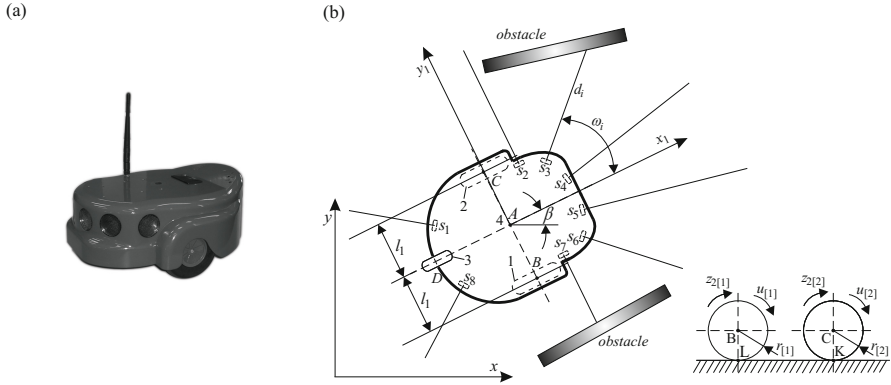 (a)
(b)
obstacle
y₁
dᵢ
ωᵢ
x₁
s₂
s₃
s₄
C
2
4
A
β
s₁
s₅
y
l₁
3
D
s₈
1
B
s₇
s₆
l₁
obstacle
x
z₂[1]
u[1]
z₂[2]
u[2]
B
C
L
r[1]
K
r[2]